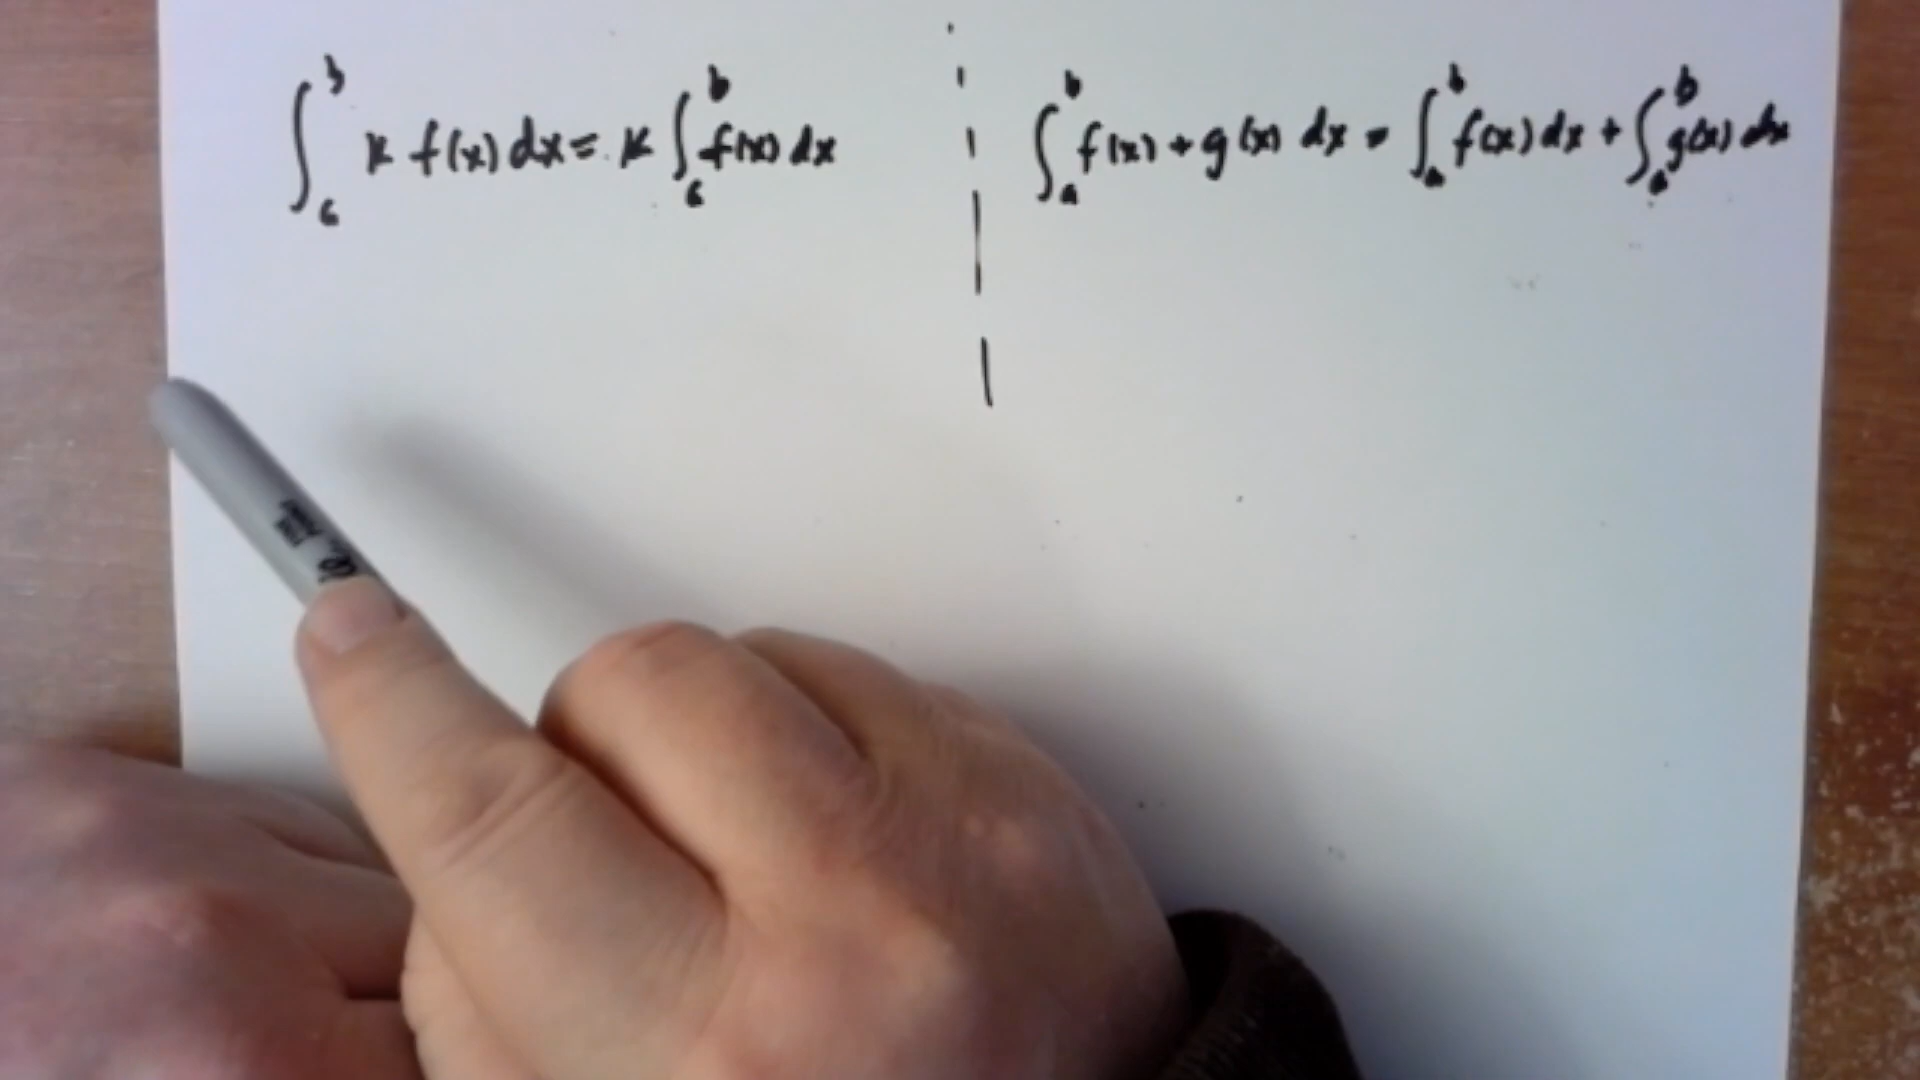 ∫_a^b k f(x) dx = k ∫_a^b f(x) dx
∫_a^b f(x) + g(x) dx = ∫_a^b f(x) dx + ∫_a^b g(x) dx